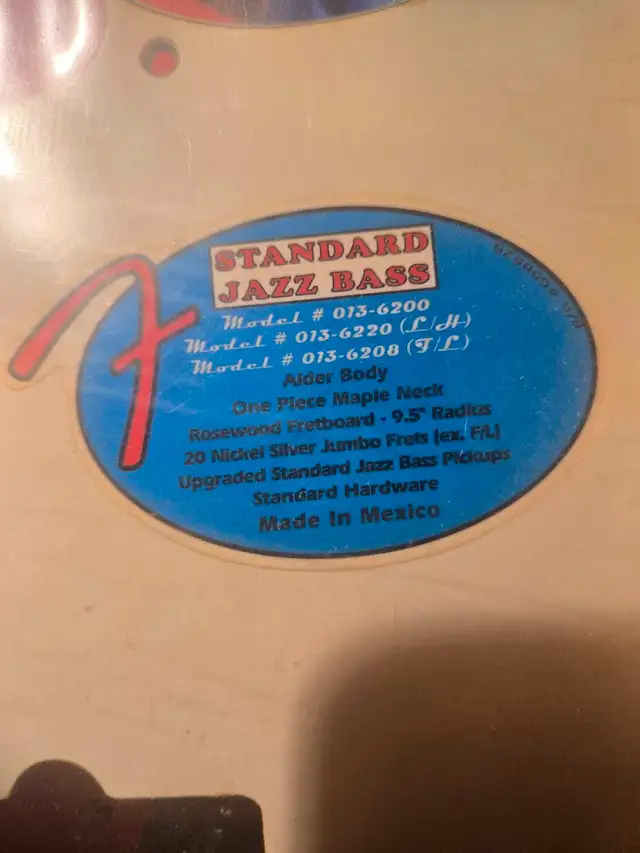 STANDARD
JAZZ BASS
Model # 013-6200
Model # 013-6220 (L/H)
Model # 013-6208 (F/L)
Alder Body
One Piece Maple Neck
Rosewood Fretboard - 9.5" Radius
20 Nickel Silver Jumbo Frets (ex. F/L)
Upgraded Standard Jazz Bass Pickups
Standard Hardware
Made In Mexico